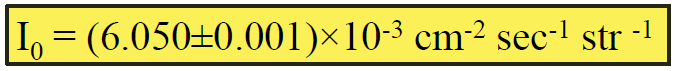 I₀ = (6.050±0.001)×10⁻³ cm⁻² sec⁻¹ str ⁻¹